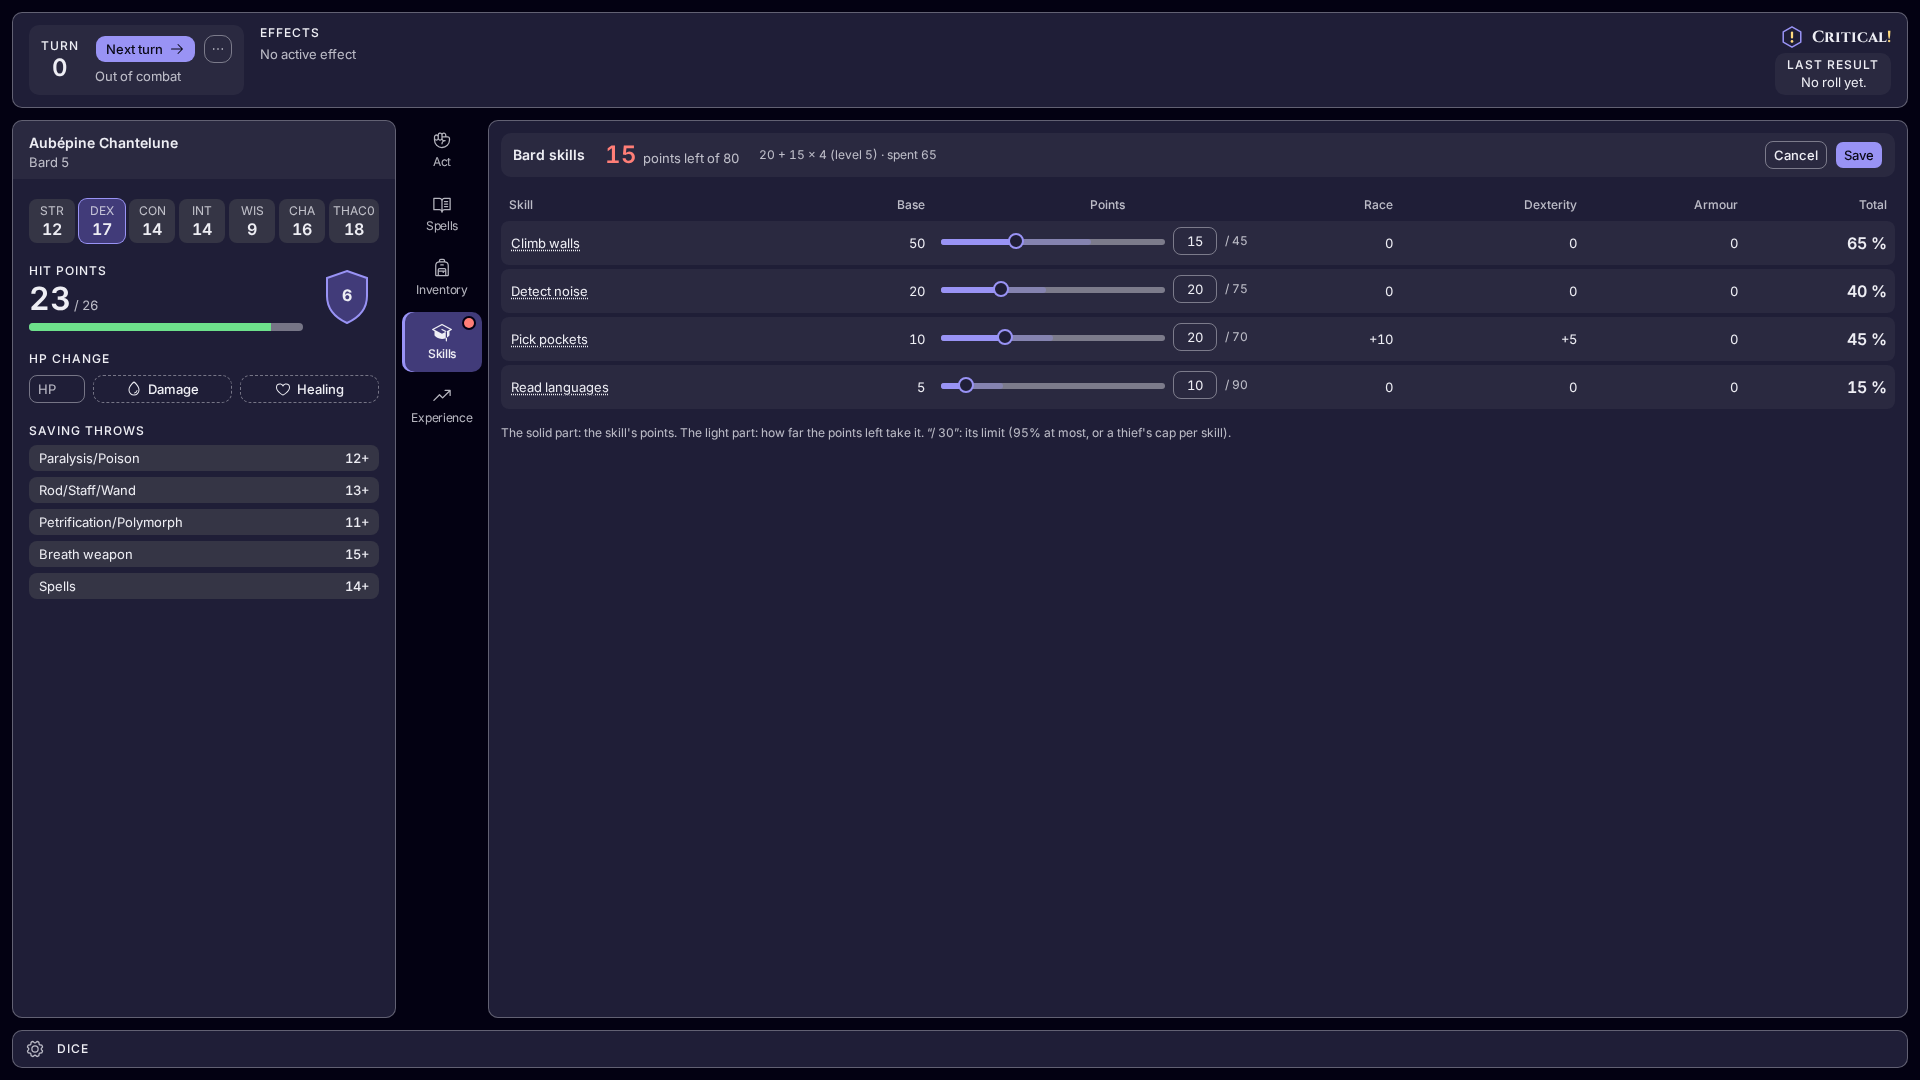 TURN
0
Next turn
...
Out of combat
EFFECTS
No active effect
CRITICAL!
LAST RESULT
No roll yet.
Aubépine Chantelune
Bard 5
STR
12
DEX
17
CON
14
INT
14
WIS
9
CHA
16
THAC0
18
HIT POINTS
23 / 26
6
HP CHANGE
HP
Damage
Healing
SAVING THROWS
Paralysis/Poison 12+
Rod/Staff/Wand 13+
Petrification/Polymorph 11+
Breath weapon 15+
Spells 14+
Act
Spells
Inventory
Skills
Experience
Bard skills 15 points left of 80 20 + 15 × 4 (level 5) · spent 65 Cancel Save
Skill Base Points Race Dexterity Armour Total
Climb walls 50 15 / 45 0 0 0 65 %
Detect noise 20 20 / 75 0 0 0 40 %
Pick pockets 10 20 / 70 +10 +5 0 45 %
Read languages 5 10 / 90 0 0 0 15 %
The solid part: the skill's points. The light part: how far the points left take it. “/ 30”: its limit (95% at most, or a thief's cap per skill).
DICE